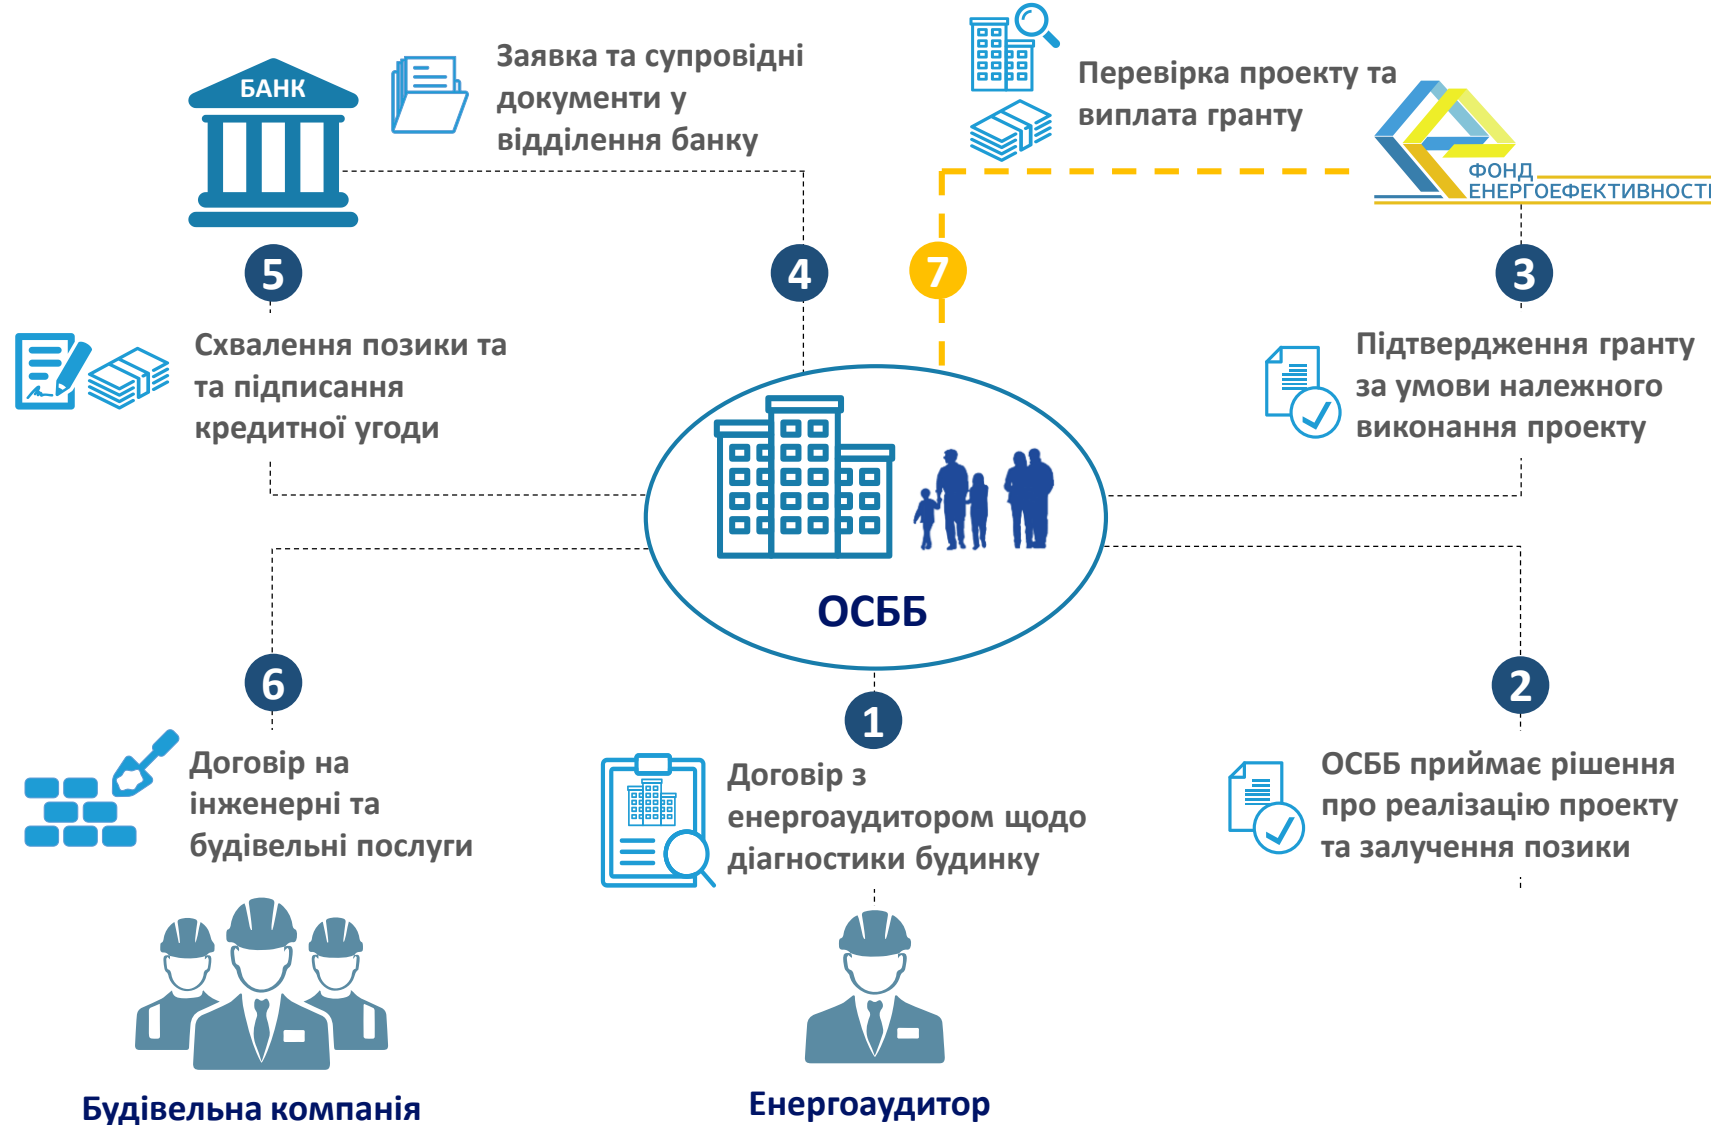 БАНК
Заявка та супровідні
документи у
відділення банку
Перевірка проекту та
виплата гранту
ФОНД
ЕНЕРГОЕФЕКТИВНОСТІ
5
4
7
3
Схвалення позики та
та підписання
кредитної угоди
Підтвердження гранту
за умови належного
виконання проекту
ОСББ
6
1
2
Договір на
інженерні та
будівельні послуги
Договір з
енергоаудитором щодо
діагностики будинку
ОСББ приймає рішення
про реалізацію проекту
та залучення позики
Будівельна компанія
Енергоаудитор